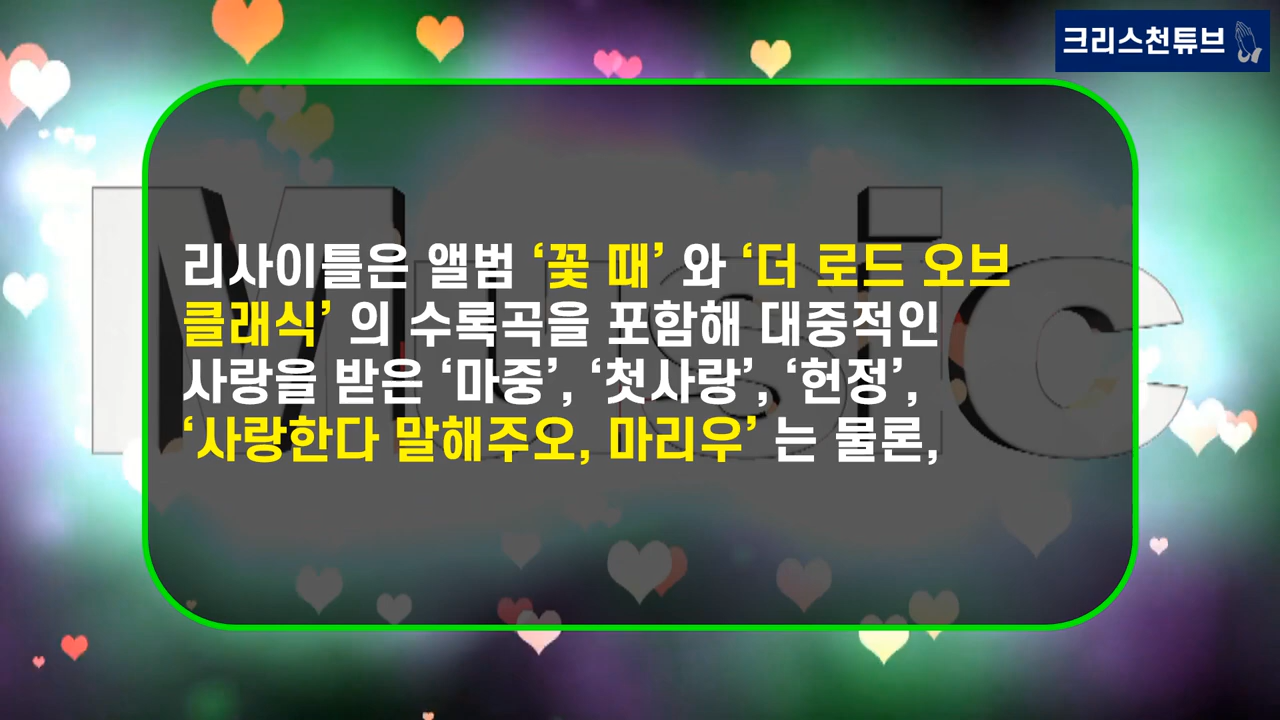 크리스천튜브
Music
리사이틀은 앨범 ‘꽃 때’ 와 ‘더 로드 오브
클래식’ 의 수록곡을 포함해 대중적인
사랑을 받은 ‘마중’, ‘첫사랑’, ‘헌정’,
‘사랑한다 말해주오, 마리우’ 는 물론,